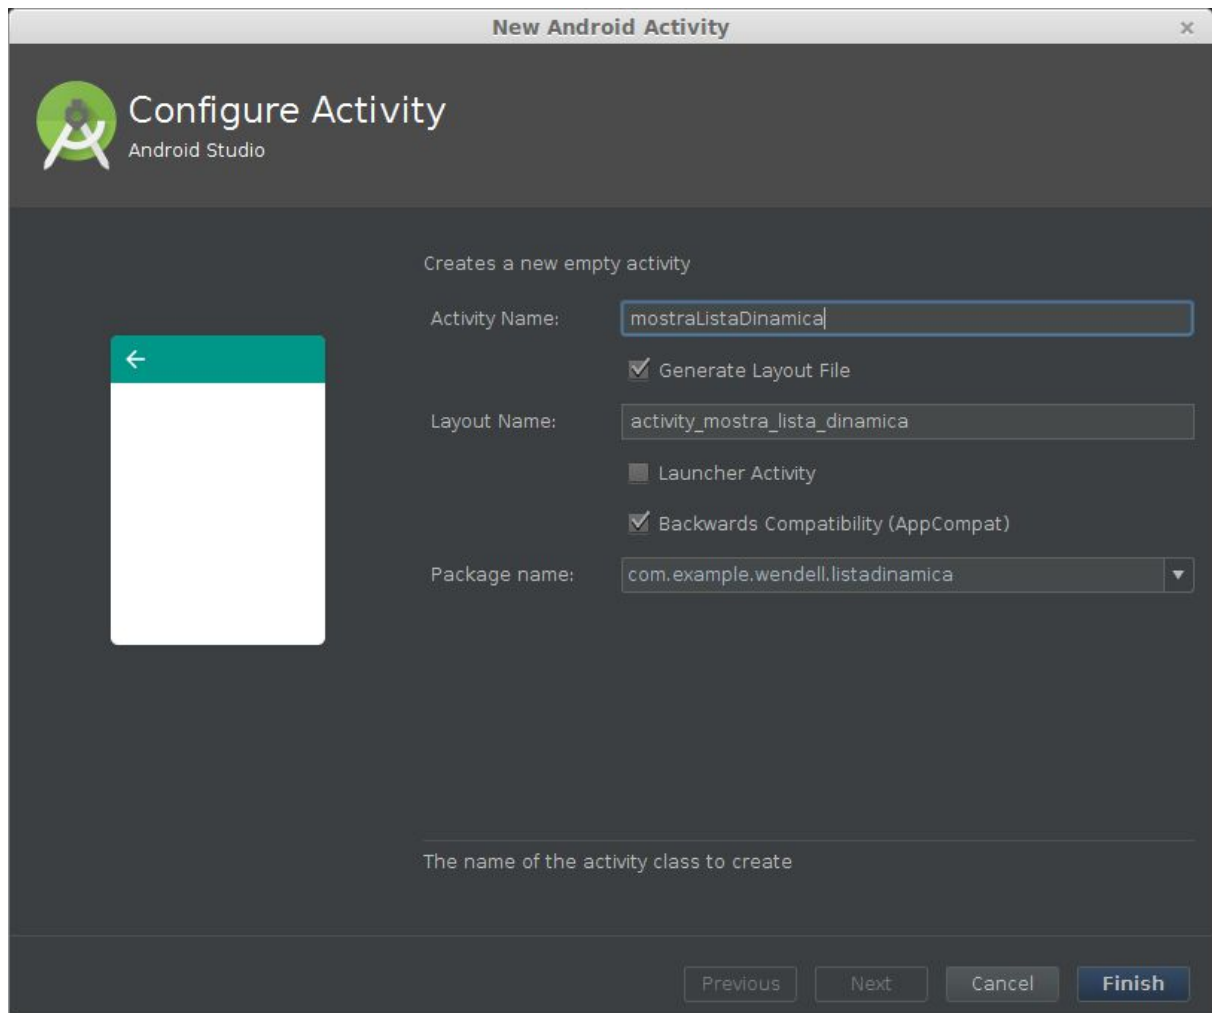 New Android Activity
Configure Activity
Android Studio
Creates a new empty activity
Activity Name: mostraListaDinamica
Generate Layout File
Layout Name: activity_mostra_lista_dinamica
Launcher Activity
Backwards Compatibility (AppCompat)
Package name: com.example.wendell.listadinamica
The name of the activity class to create
Previous Next Cancel Finish